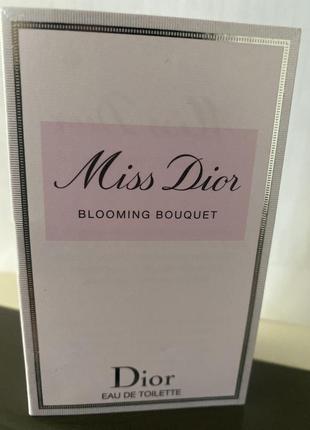 Miss Dior
BLOOMING BOUQUET
Dior
EAU DE TOILETTE